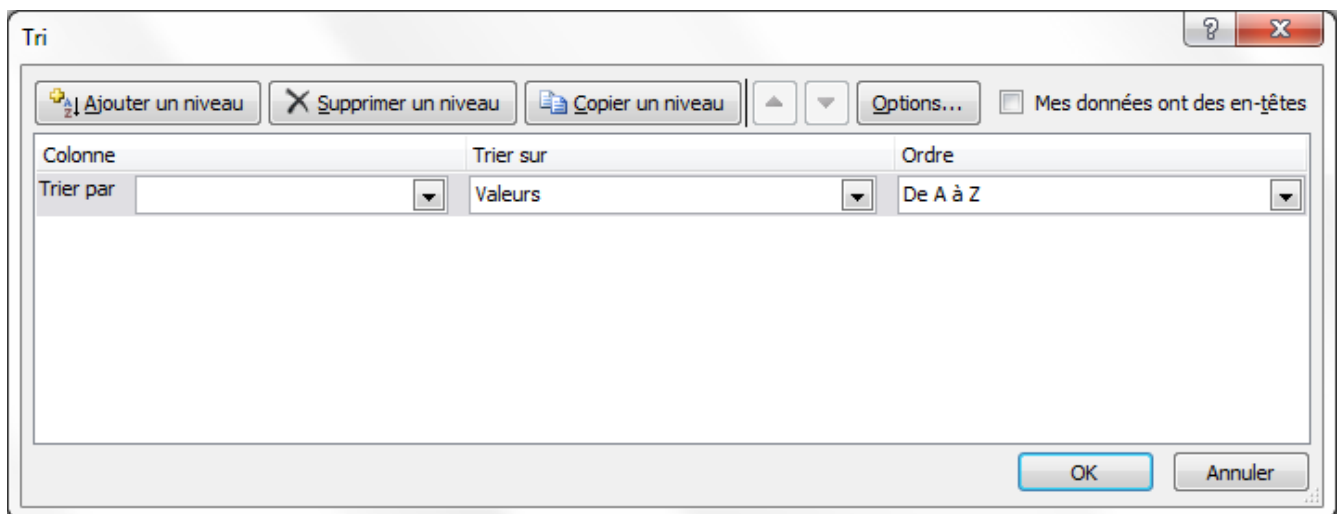 Tri
Ajouter un niveau Supprimer un niveau Copier un niveau Options... Mes données ont des en-têtes
Colonne Trier sur Ordre
Trier par Valeurs De A à Z
OK Annuler